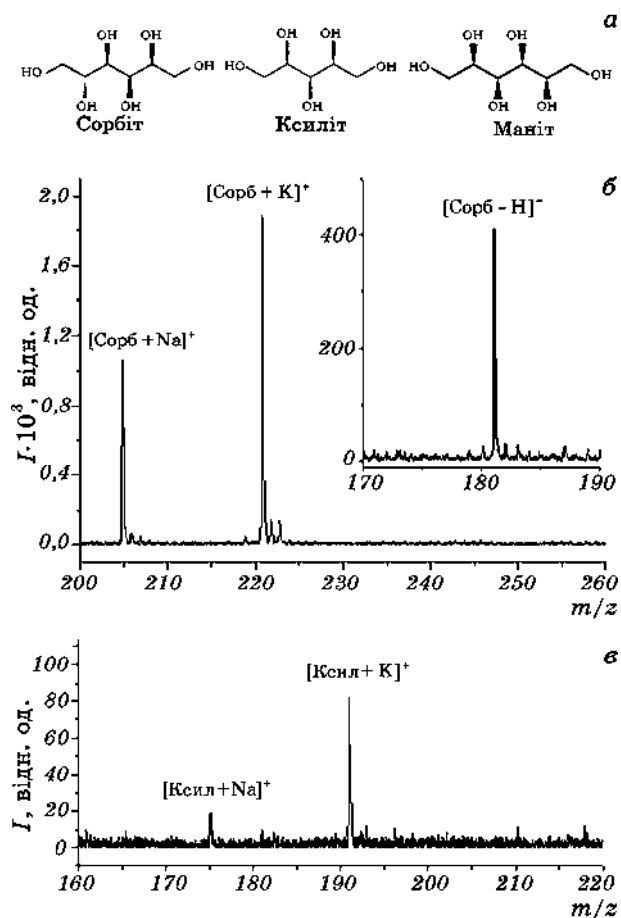 а
OH OH OH OH OH OH
HO OH HO OH HO OH
OH OH OH OH OH
Сорбіт Ксиліт Маніт
б
[Сорб + K]⁺
[Сорб – H]⁻
[Сорб + Na]⁺
I·10³, відн. од.
2,0
1,6
1,2
0,8
0,4
0,0
400
200
0
170 180 190
200 210 220 230 240 250 260
m/z
в
[Ксил + K]⁺
[Ксил + Na]⁺
I, відн. од.
100
80
60
40
20
0
160 170 180 190 200 210 220
m/z